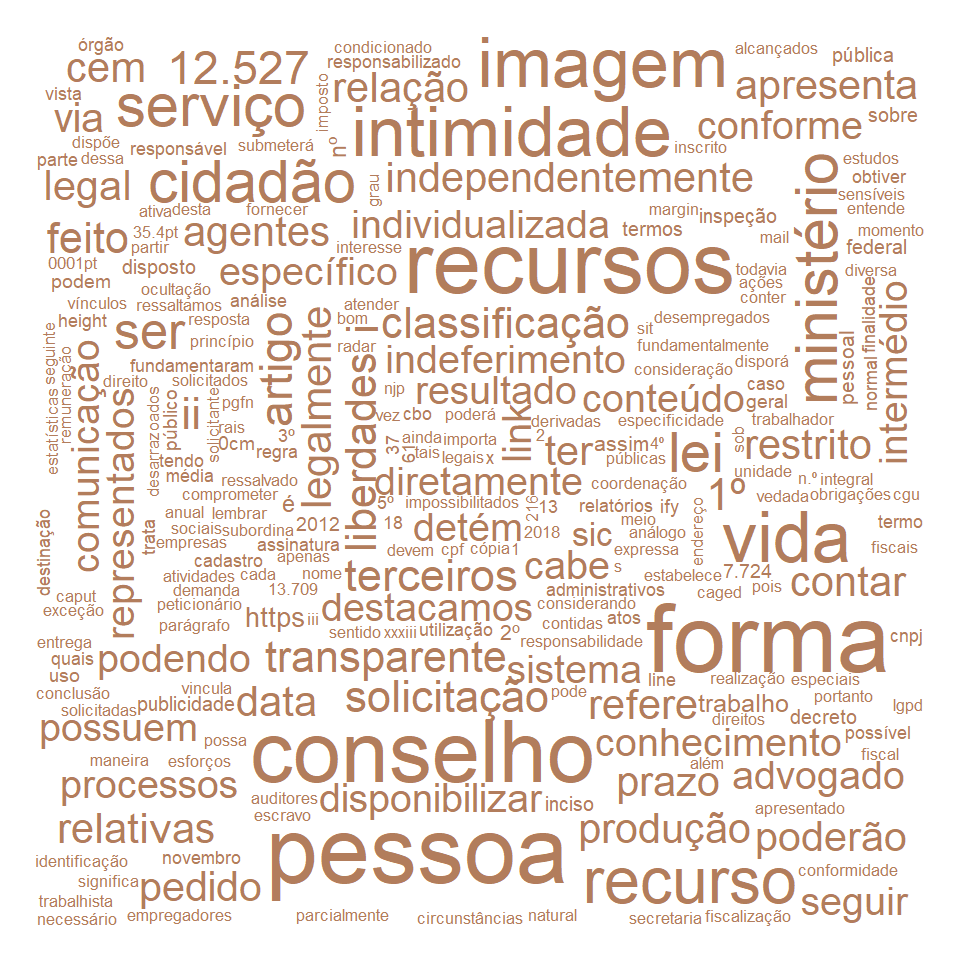 órgão
condicionado
imagem
alcançados
pública
cem
12.527
responsabilizado
relação
apresenta
vista
serviço
imposto
via
intimidade
conforme
sobre
dispõe
nº
parte
dessa
responsável
submeterá
inscrito
estudos
legal
cidadão
grau
independentemente
ministério
obtiver
sensíveis
ativa
desta
fornecer
individualizada
margin
inspeção
entende
feito
35.4pt
agentes
interesse
termos
mail
momento
partir
federal
0001pt
disposto
específico
recursos
todavia
diversa
podem
ações
ocultação
conter
vínculos
ressaltamos
análise
atender
bom
classificação
sit
desempregados
finalidade
intermédio
height
ser
resposta
artigo
legalmente
i
radar
indeferimento
fundamentalmente
princípio
disporá
pessoal
normal
seguinte
estatísticas
remuneração
comunicação
fundamentaram
liberdades
consideração
direito
solicitados
njp
resultado
conteúdo
caso
geral
representados
desarrazoados
público
ii
solicitante
pgfn
rais
vez
cbo
poderá
link
derivadas
especificidade
trabalhador
0cm
3º
37
61
ainda
importa
2
ter
assim
4º
lei
sob
restrito
regra
tais
legais
x
públicas
tendo
média
ressalvado
diretamente
coordenação
unidade
n.º
integral
comprometer
é
5º
impossibilitados
216
13
relatórios
ify
1º
vedada
obrigações
cgu
anual
lembrar
2012
18
detém
2018
sic
meio
endereço
vida
termo
trata
sociais
subordina
análogo
destinação
empresas
assinatura
devem
cpf
cópia
1
expressa
fiscais
cadastro
apenas
terceiros
cabe
s
estabelece
7.724
atividades
cada
nome
administrativos
caged
pois
contar
caput
demanda
13.709
exceção
peticionário
https
iii
destacamos
considerando
parágrafo
sentido
xxxiii
utilização
2º
contidas
atos
forma
cnpj
entrega
responsabilidade
quais
podendo
transparente
sistema
uso
line
realização
especiais
conclusão
vincula
solicitação
pode
refere
trabalho
portanto
lgpd
solicitadas
publicidade
data
direitos
decreto
possuem
possa
conselho
conhecimento
possível
maneira
esforços
além
fiscal
processos
auditores
disponibilizar
inciso
prazo
advogado
escravo
apresentado
relativas
pessoa
produção
poderão
identificação
novembro
recurso
conformidade
significa
pedido
seguir
trabalhista
necessário
empregadores
parcialmente
circunstâncias
natural
secretaria
fiscalização